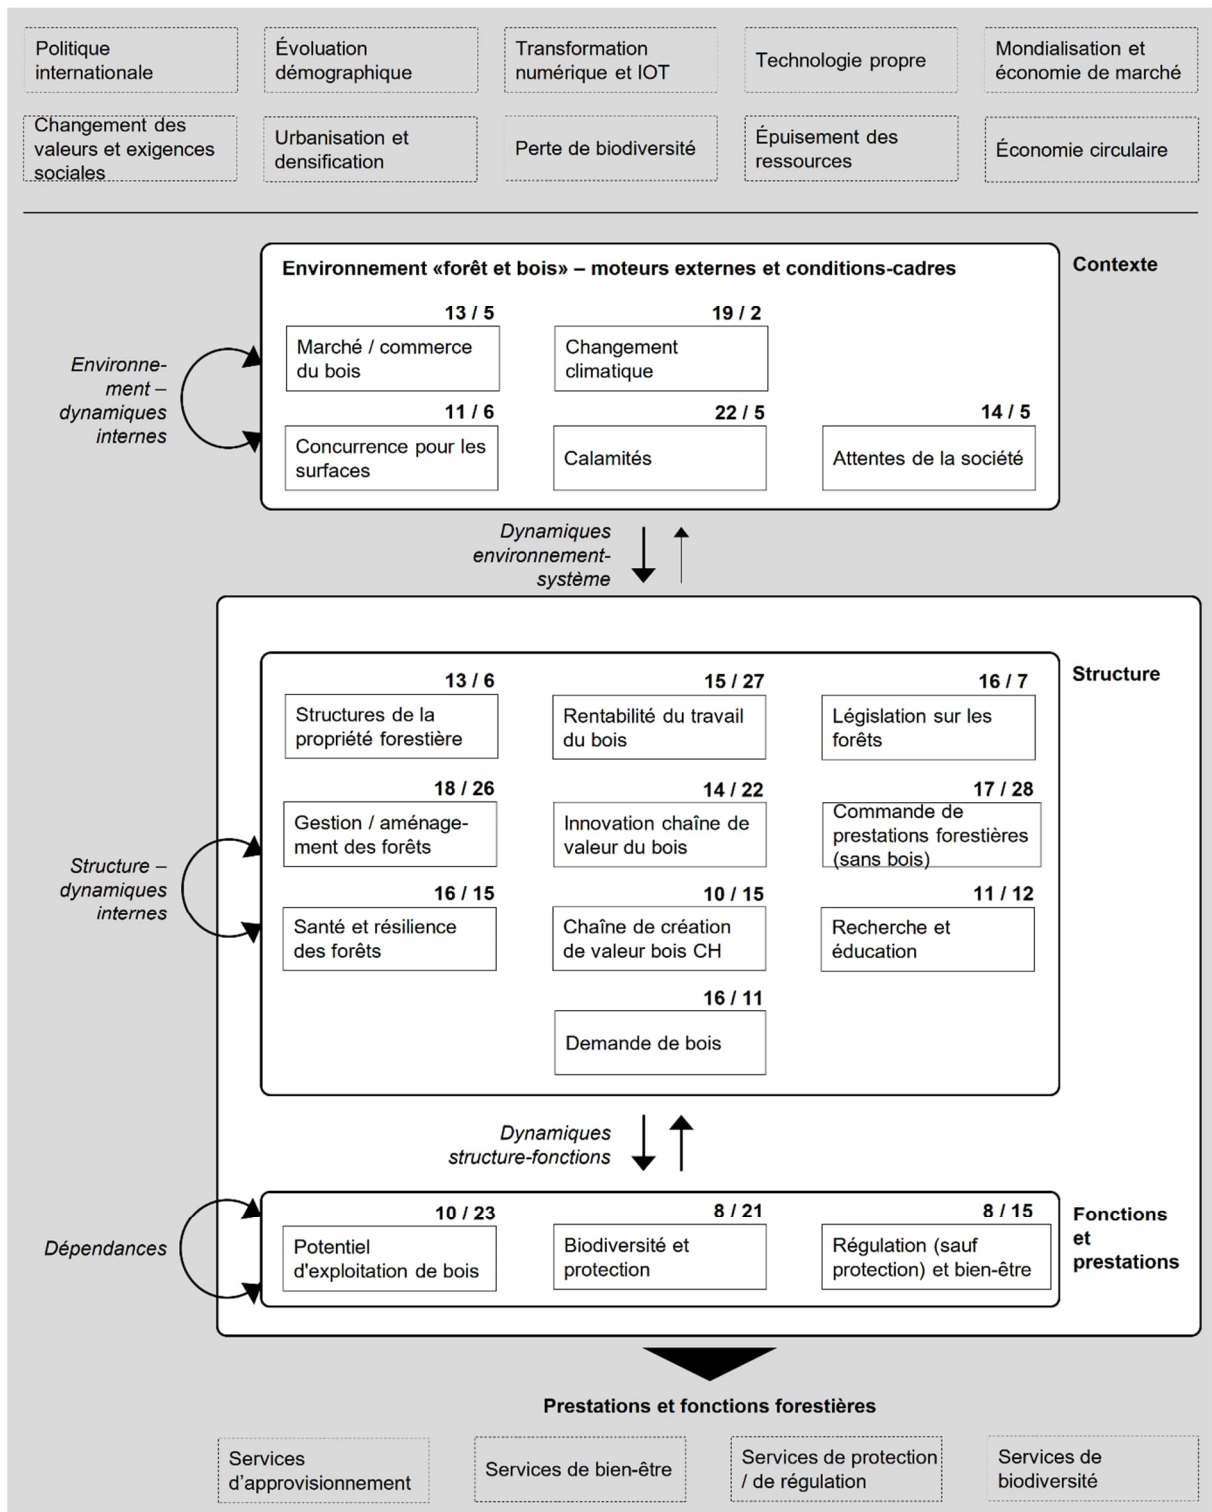 Politique
internationale
Évolution
démographique
Transformation
numérique et IOT
Technologie propre
Mondialisation et
économie de marché
Changement des
valeurs et exigences
sociales
Urbanisation et
densification
Perte de biodiversité
Épuisement des
ressources
Économie circulaire
Environnement «forêt et bois» – moteurs externes et conditions-cadres
Contexte
13 / 5
Marché / commerce
du bois
19 / 2
Changement
climatique
Environne-
ment –
dynamiques
internes
11 / 6
Concurrence pour les
surfaces
22 / 5
Calamités
14 / 5
Attentes de la société
Dynamiques
environnement-
système
Structure
13 / 6
Structures de la
propriété forestière
15 / 27
Rentabilité du travail
du bois
16 / 7
Législation sur les
forêts
18 / 26
Gestion / aménage-
ment des forêts
14 / 22
Innovation chaîne de
valeur du bois
17 / 28
Commande de
prestations forestières
(sans bois)
Structure –
dynamiques
internes
16 / 15
Santé et résilience
des forêts
10 / 15
Chaîne de création
de valeur bois CH
11 / 12
Recherche et
éducation
16 / 11
Demande de bois
Dynamiques
structure-fonctions
Dépendances
10 / 23
Potentiel
d'exploitation de bois
8 / 21
Biodiversité et
protection
8 / 15
Régulation (sauf
protection) et bien-être
Fonctions
et
prestations
Prestations et fonctions forestières
Services
d’approvisionnement
Services de bien-être
Services de protection
/ de régulation
Services de
biodiversité